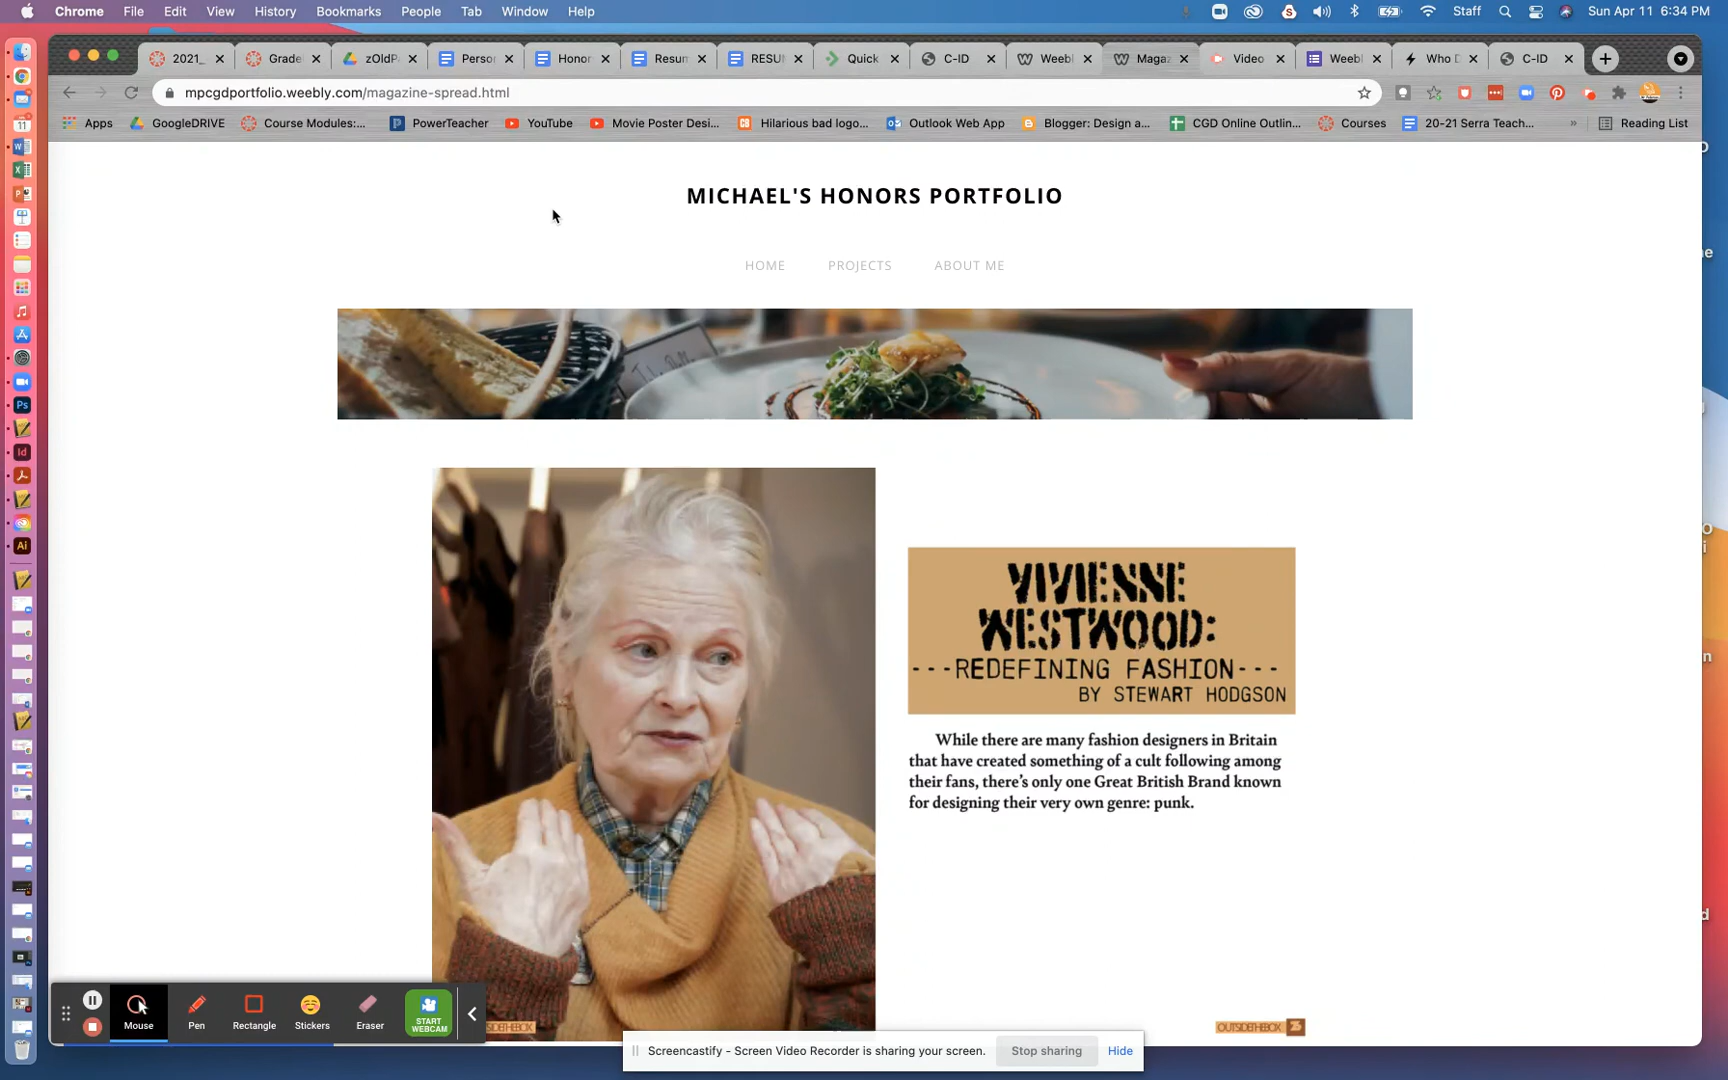 Chrome File Edit View History Bookmarks People Tab Window Help
Staff Sun Apr 11 6:34 PM
2021_ Grade zOldP Person Honor Resum RESU Quick C-ID Weebl Magaz Video Weebl Who D C-ID
mpcgdportfolio.weebly.com/magazine-spread.html
Apps GoogleDRIVE Course Modules:... PowerTeacher YouTube Movie Poster Desi... Hilarious bad logo... Outlook Web App Blogger: Design a... CGD Online Outlin... Courses 20-21 Serra Teach... » Reading List
MICHAEL'S HONORS PORTFOLIO
HOME PROJECTS ABOUT ME
VIVIENNE
WESTWOOD:
---REDEFINING FASHION---
BY STEWART HODGSON
While there are many fashion designers in Britain
that have created something of a cult following among
their fans, there's only one Great British Brand known
for designing their very own genre: punk.
Mouse Pen Rectangle Stickers Eraser START
WEBCAM
SIDETHEBOX
OUTSIDETHEBOX
Screencastify - Screen Video Recorder is sharing your screen. Stop sharing Hide